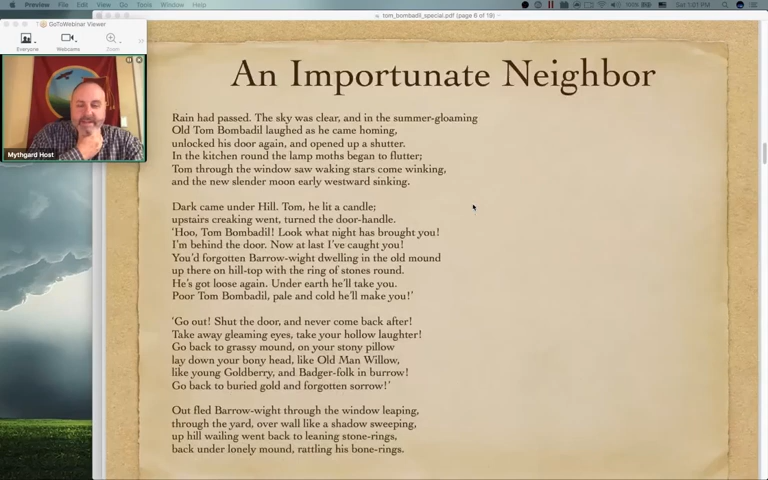 Preview File Edit View Go Tools Window Help
Sat 1:01 PM
tom_bombadil_special.pdf (page 6 of 19)
GoToWebinar Viewer
Everyone Webcams Zoom
Mythgard Host
An Importunate Neighbor
Rain had passed. The sky was clear, and in the summer-gloaming
Old Tom Bombadil laughed as he came homing,
unlocked his door again, and opened up a shutter.
In the kitchen round the lamp moths began to flutter;
Tom through the window saw waking stars come winking,
and the new slender moon early westward sinking.
Dark came under Hill. Tom, he lit a candle;
upstairs creaking went, turned the door-handle.
‘Hoo, Tom Bombadil! Look what night has brought you!
I’m behind the door. Now at last I’ve caught you!
You’d forgotten Barrow-wight dwelling in the old mound
up there on hill-top with the ring of stones round.
He’s got loose again. Under earth he’ll take you.
Poor Tom Bombadil, pale and cold he’ll make you!’
‘Go out! Shut the door, and never come back after!
Take away gleaming eyes, take your hollow laughter!
Go back to grassy mound, on your stony pillow
lay down your bony head, like Old Man Willow,
like young Goldberry, and Badger-folk in burrow!
Go back to buried gold and forgotten sorrow!’
Out fled Barrow-wight through the window leaping,
through the yard, over wall like a shadow sweeping,
up hill wailing went back to leaning stone-rings,
back under lonely mound, rattling his bone-rings.